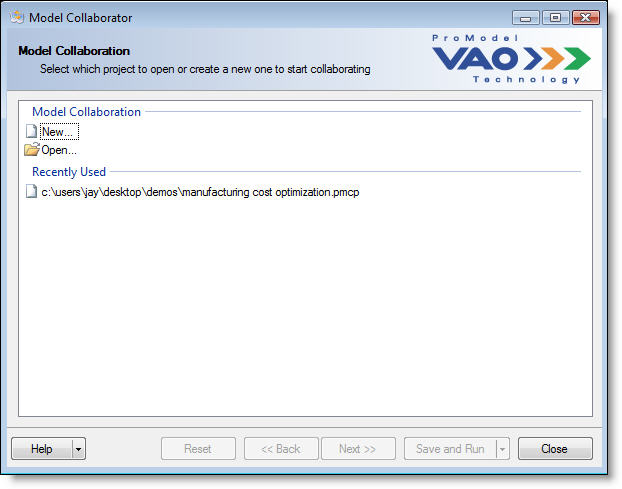 Model Collaborator
Model Collaboration
Select which project to open or create a new one to start collaborating
ProModel
VAO
Technology
Model Collaboration
New...
Open...
Recently Used
c:\users\jay\desktop\demos\manufacturing cost optimization.pmcp
Help
Reset
<< Back
Next >>
Save and Run
Close